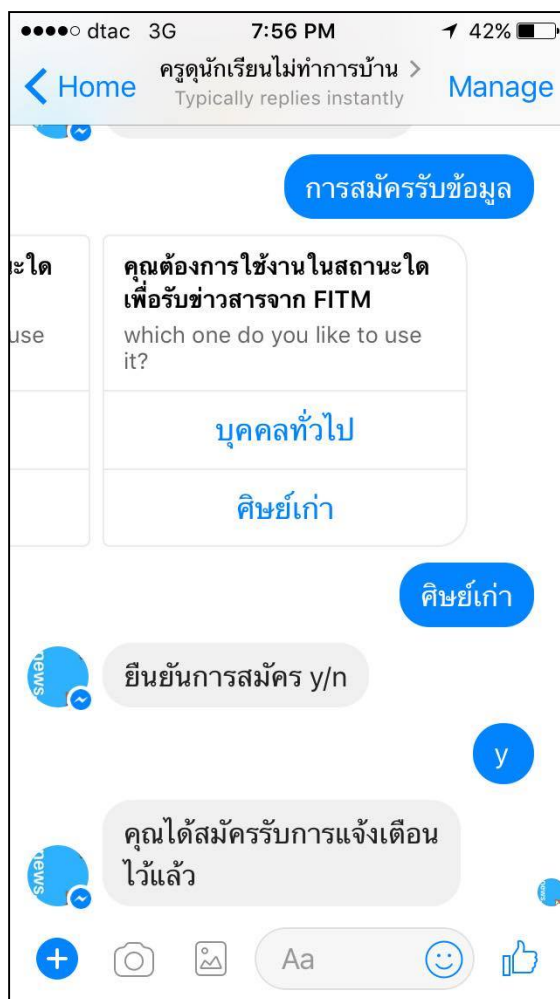 dtac 3G 7:56 PM 42%
Home ครูดุนักเรียนไม่ทำการบ้าน > Manage
Typically replies instantly
การสมัครรับข้อมูล
ะใด
use
คุณต้องการใช้งานในสถานะใด
เพื่อรับข่าวสารจาก FITM
which one do you like to use
it?
บุคคลทั่วไป
ศิษย์เก่า
ศิษย์เก่า
news
ยืนยันการสมัคร y/n
y
news
คุณได้สมัครรับการแจ้งเตือน
ไว้แล้ว
news
Aa